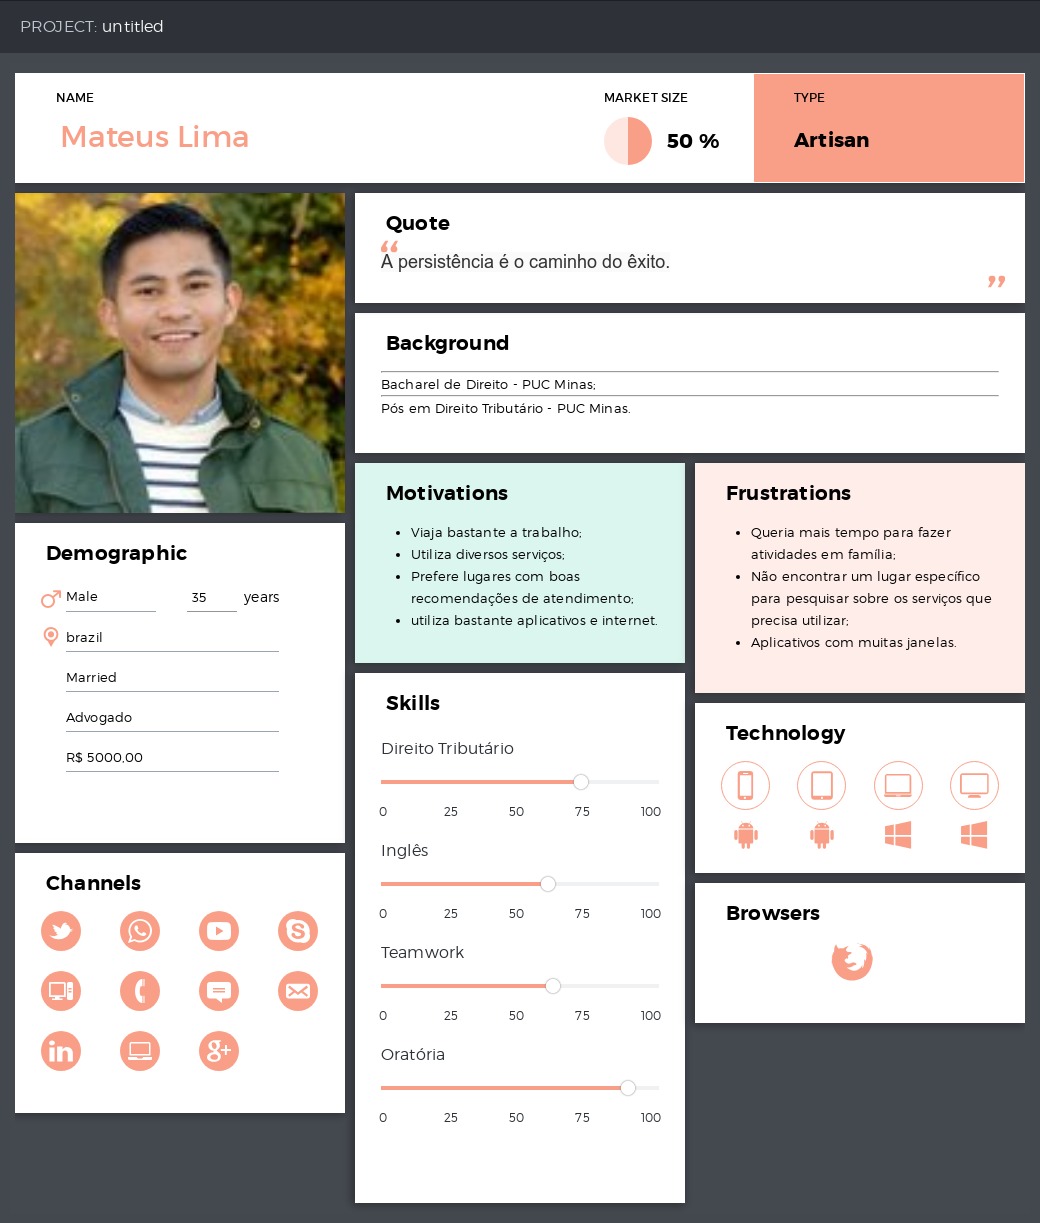 PROJECT: untitled
NAME
Mateus Lima
MARKET SIZE
50 %
TYPE
Artisan
Quote
“
A persistência é o caminho do êxito.
”
Background
Bacharel de Direito - PUC Minas;
Pós em Direito Tributário - PUC Minas.
Demographic
Male 35 years
brazil
Married
Advogado
R$ 5000,00
Channels
in
g+
Motivations
• Viaja bastante a trabalho;
• Utiliza diversos serviços;
• Prefere lugares com boas
recomendações de atendimento;
• utiliza bastante aplicativos e internet.
Skills
Direito Tributário
0 25 50 75 100
Inglês
0 25 50 75 100
Teamwork
0 25 50 75 100
Oratória
0 25 50 75 100
Frustrations
• Queria mais tempo para fazer
atividades em família;
• Não encontrar um lugar específico
para pesquisar sobre os serviços que
precisa utilizar;
• Aplicativos com muitas janelas.
Technology
Browsers